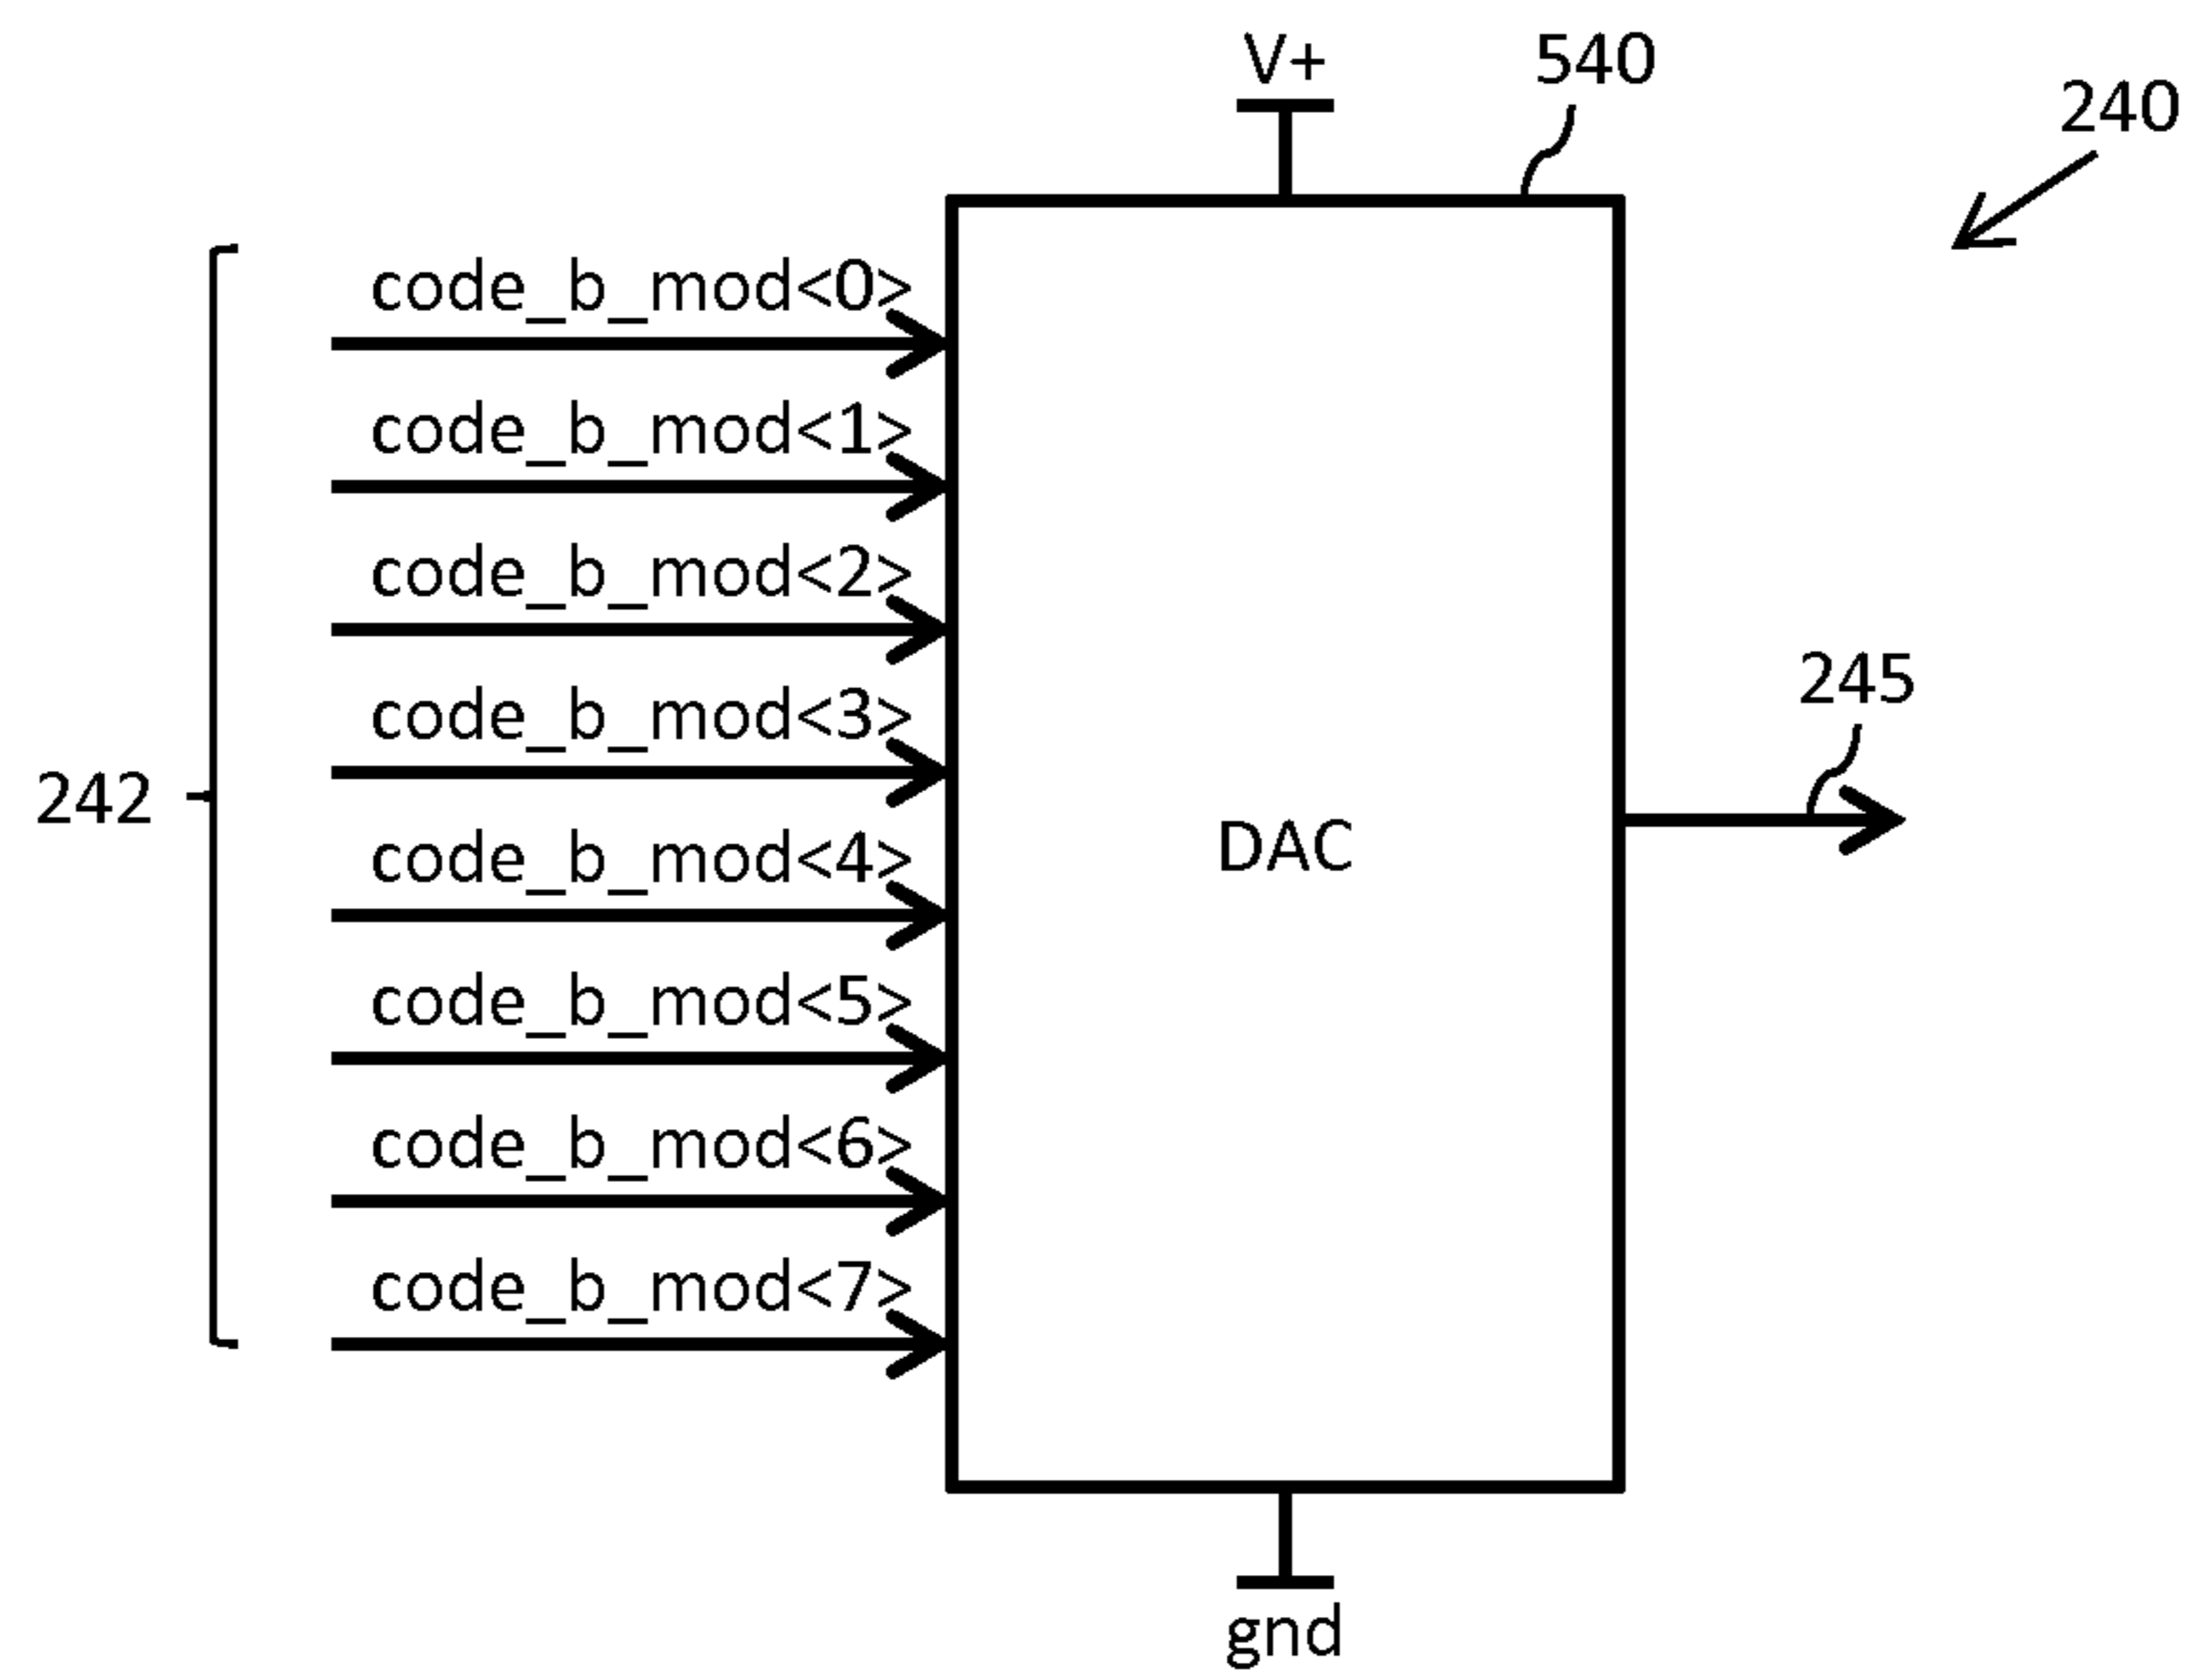 V+
540
240
code_b_mod<0>
code_b_mod<1>
code_b_mod<2>
code_b_mod<3>
245
242
code_b_mod<4>
DAC
code_b_mod<5>
code_b_mod<6>
code_b_mod<7>
gnd